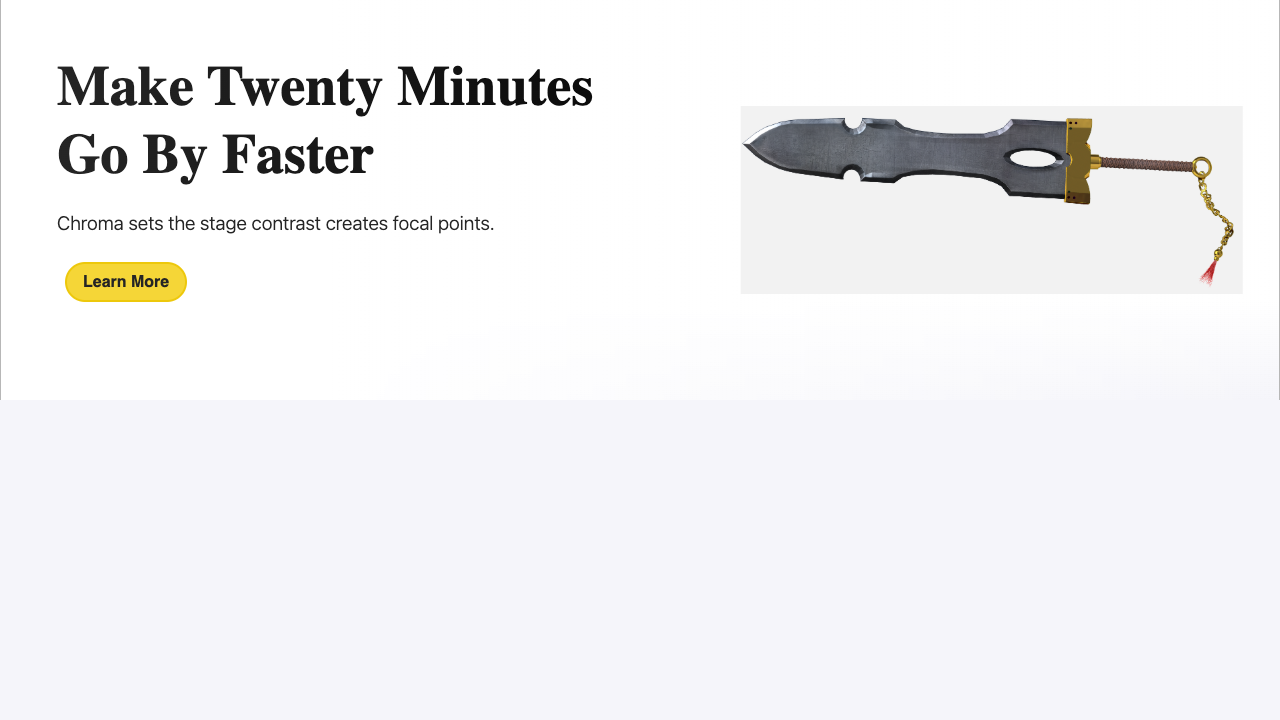 Make Twenty Minutes
Go By Faster
Chroma sets the stage contrast creates focal points.
Learn More